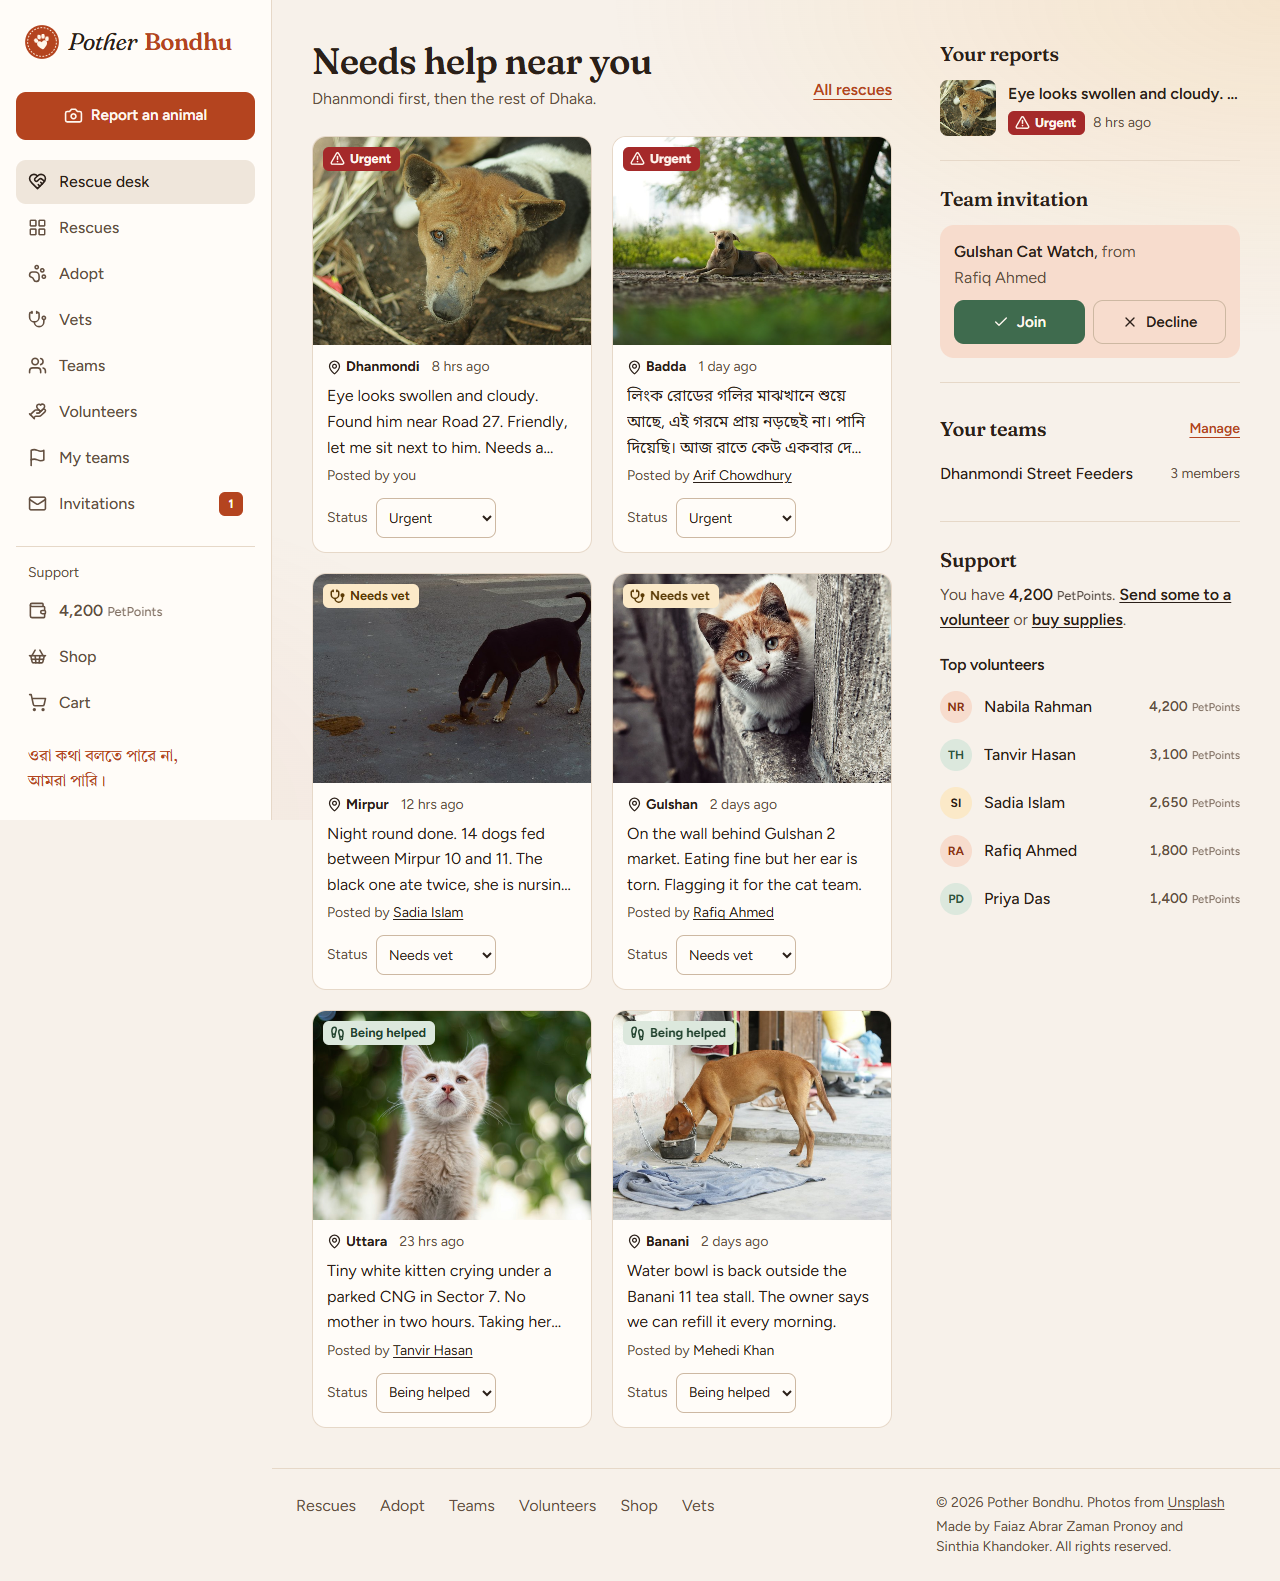 Pother Bondhu
Report an animal
Rescue desk
Rescues
Adopt
Vets
Teams
Volunteers
My teams
Invitations 1
Support
4,200 PetPoints
Shop
Cart
ওরা কথা বলতে পারে না,
আমরা পারি।
Needs help near you
Dhanmondi first, then the rest of Dhaka.
All rescues
Urgent
Dhanmondi 8 hrs ago
Eye looks swollen and cloudy.
Found him near Road 27. Friendly,
let me sit next to him. Needs a...
Posted by you
Status Urgent
Urgent
Badda 1 day ago
লিংক রোডের গলির মাঝখানে শুয়ে
আছে, এই গরমে প্রায় নড়ছেই না। পানি
দিয়েছি। আজ রাতে কেউ একবার দে...
Posted by Arif Chowdhury
Status Urgent
Needs vet
Mirpur 12 hrs ago
Night round done. 14 dogs fed
between Mirpur 10 and 11. The
black one ate twice, she is nursin...
Posted by Sadia Islam
Status Needs vet
Needs vet
Gulshan 2 days ago
On the wall behind Gulshan 2
market. Eating fine but her ear is
torn. Flagging it for the cat team.
Posted by Rafiq Ahmed
Status Needs vet
Being helped
Uttara 23 hrs ago
Tiny white kitten crying under a
parked CNG in Sector 7. No
mother in two hours. Taking her...
Posted by Tanvir Hasan
Status Being helped
Being helped
Banani 2 days ago
Water bowl is back outside the
Banani 11 tea stall. The owner says
we can refill it every morning.
Posted by Mehedi Khan
Status Being helped
Your reports
Eye looks swollen and cloudy. ...
Urgent 8 hrs ago
Team invitation
Gulshan Cat Watch, from
Rafiq Ahmed
Join Decline
Your teams Manage
Dhanmondi Street Feeders 3 members
Support
You have 4,200 PetPoints. Send some to a
volunteer or buy supplies.
Top volunteers
NR Nabila Rahman 4,200 PetPoints
TH Tanvir Hasan 3,100 PetPoints
SI Sadia Islam 2,650 PetPoints
RA Rafiq Ahmed 1,800 PetPoints
PD Priya Das 1,400 PetPoints
Rescues Adopt Teams Volunteers Shop Vets
© 2026 Pother Bondhu. Photos from Unsplash
Made by Faiaz Abrar Zaman Pronoy and
Sinthia Khandoker. All rights reserved.